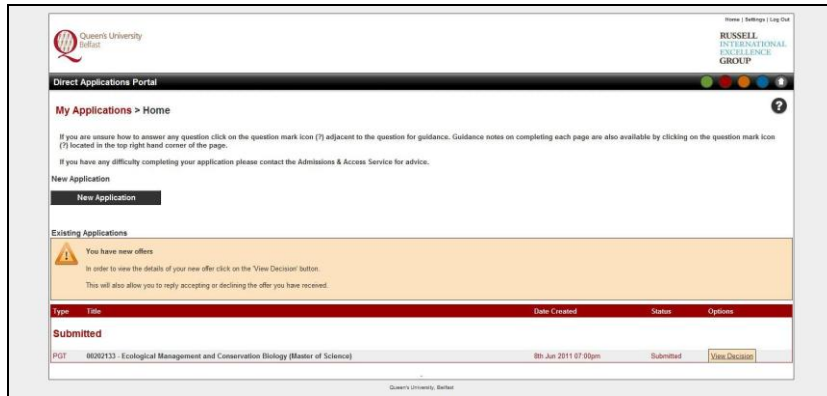 Home | Settings | Log Out
Queen's University
Belfast
RUSSELL
INTERNATIONAL
EXCELLENCE
GROUP
Direct Applications Portal
My Applications > Home
If you are unsure how to answer any question click on the question mark icon (?) adjacent to the question for guidance. Guidance notes on completing each page are also available by clicking on the question mark icon
(?) located in the top right hand corner of the page.
If you have any difficulty completing your application please contact the Admissions & Access Service for advice.
New Application
New Application
Existing Applications
You have new offers
In order to view the details of your new offer click on the 'View Decision' button.
This will also allow you to reply accepting or declining the offer you have received.
Type Title Date Created Status Options
Submitted
PGT 00202133 - Ecological Management and Conservation Biology (Master of Science) 8th Jun 2011 07:00pm Submitted View Decision
Queen's University, Belfast